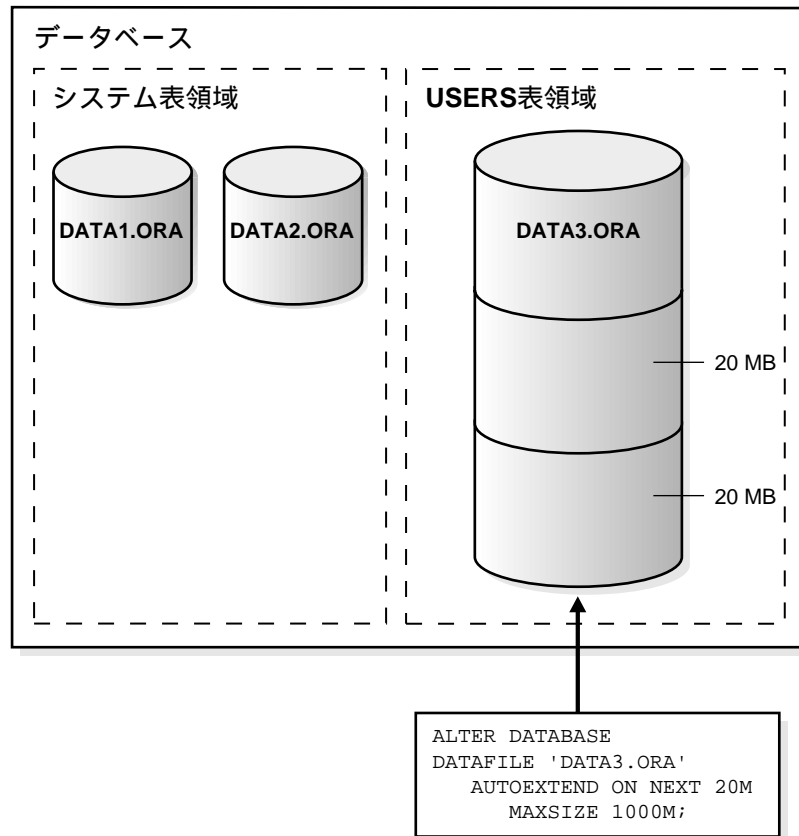 データベース
システム表領域
USERS表領域
DATA1.ORA
DATA2.ORA
DATA3.ORA
20 MB
20 MB
ALTER DATABASE
DATAFILE 'DATA3.ORA'
AUTOEXTEND ON NEXT 20M
MAXSIZE 1000M;